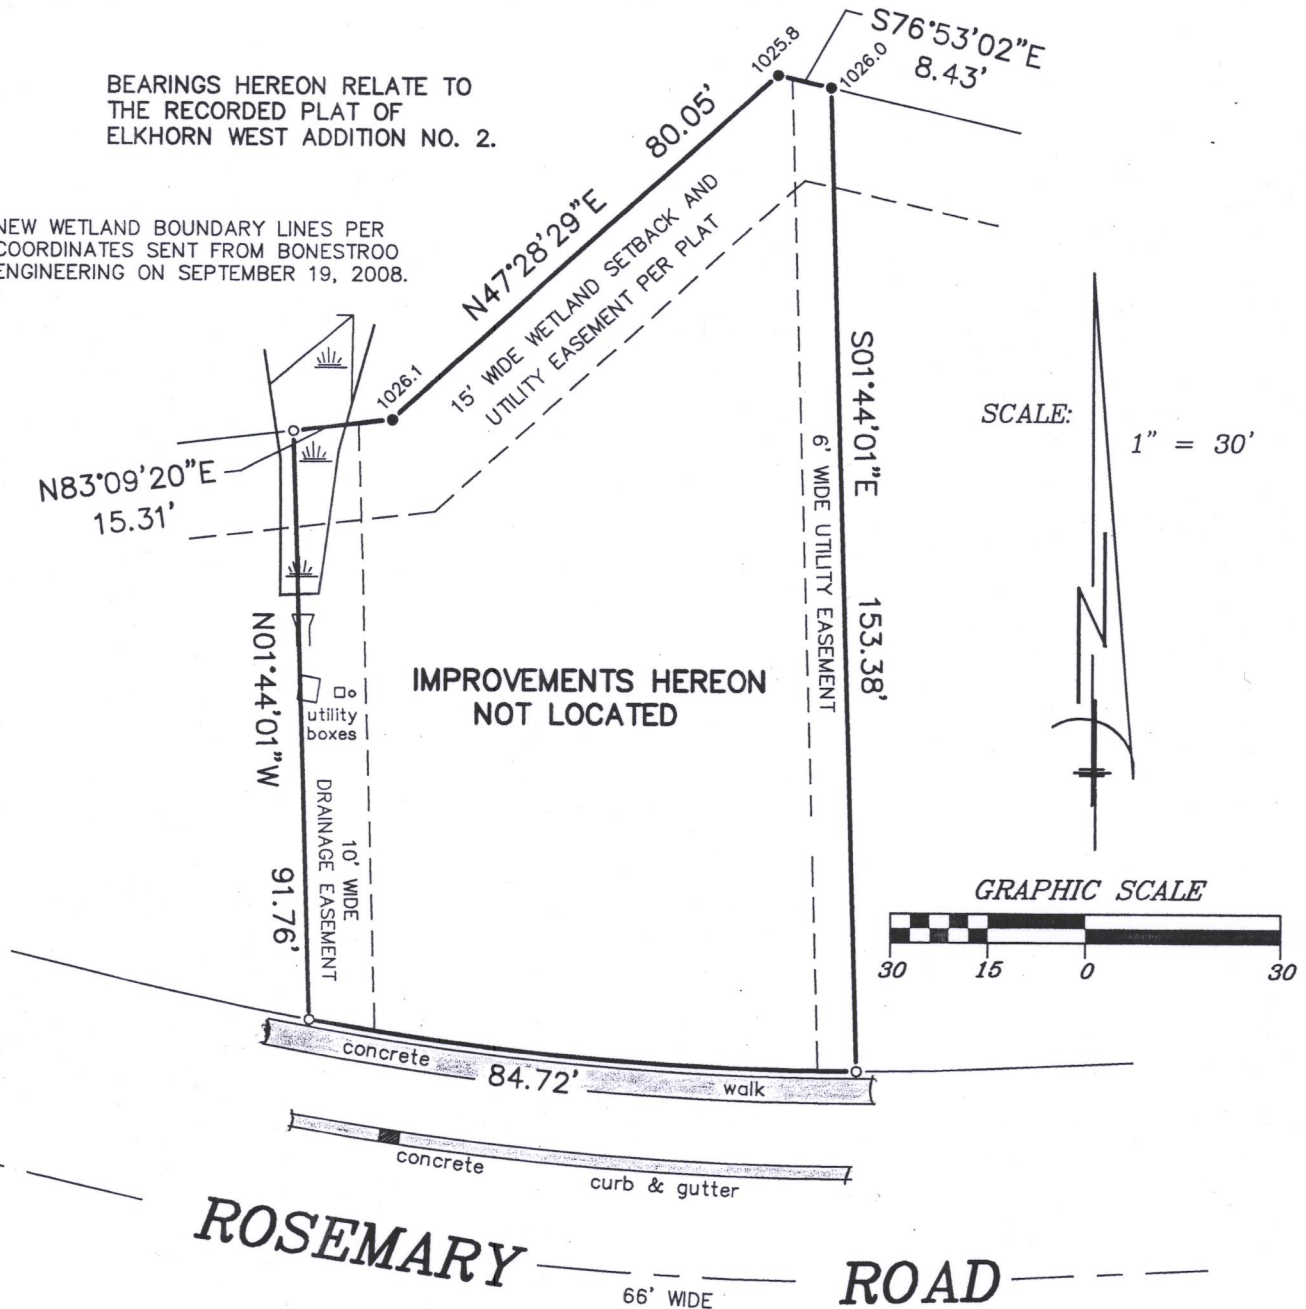 S76°53'02"E
8.43'
1025.8
1026.0
BEARINGS HEREON RELATE TO
THE RECORDED PLAT OF
ELKHORN WEST ADDITION NO. 2.
80.05'
N47°28'29"E
NEW WETLAND BOUNDARY LINES PER
COORDINATES SENT FROM BONESTROO
ENGINEERING ON SEPTEMBER 19, 2008.
15' WIDE WETLAND SETBACK AND
UTILITY EASEMENT PER PLAT
1026.1
N83°09'20"E
15.31'
S01°44'01"E
153.38'
6' WIDE UTILITY EASEMENT
SCALE:
1" = 30'
N
IMPROVEMENTS HEREON
NOT LOCATED
N01°44'01"W
91.76'
utility
boxes
10' WIDE
DRAINAGE EASEMENT
GRAPHIC SCALE
30 15 0 30
concrete
84.72'
walk
concrete
curb & gutter
ROSEMARY ROAD
66' WIDE